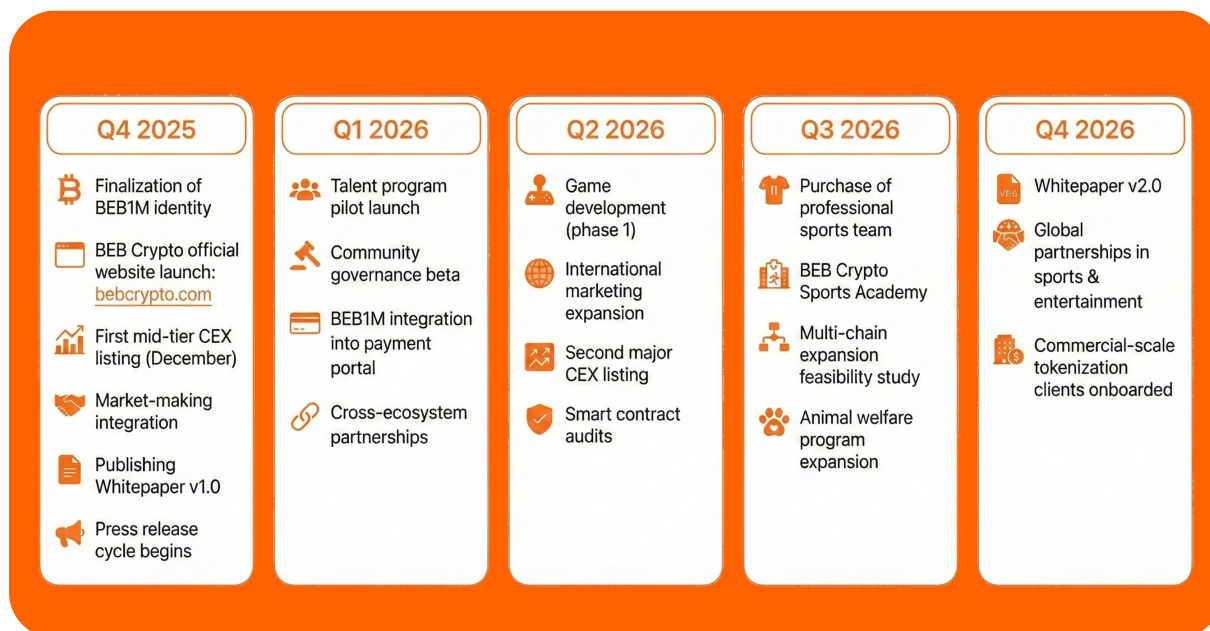 Q4 2025
Finalization of
BEB1M identity
BEB Crypto official
website launch:
bebcrypto.com
First mid-tier CEX
listing (December)
Market-making
integration
Publishing
Whitepaper v1.0
Press release
cycle begins
Q1 2026
Talent program
pilot launch
Community
governance beta
BEB1M integration
into payment
portal
Cross-ecosystem
partnerships
Q2 2026
Game
development
(phase 1)
International
marketing
expansion
Second major
CEX listing
Smart contract
audits
Q3 2026
Purchase of
professional
sports team
BEB Crypto
Sports Academy
Multi-chain
expansion
feasibility study
Animal welfare
program
expansion
Q4 2026
Whitepaper v2.0
Global
partnerships in
sports &
entertainment
Commercial-scale
tokenization
clients onboarded